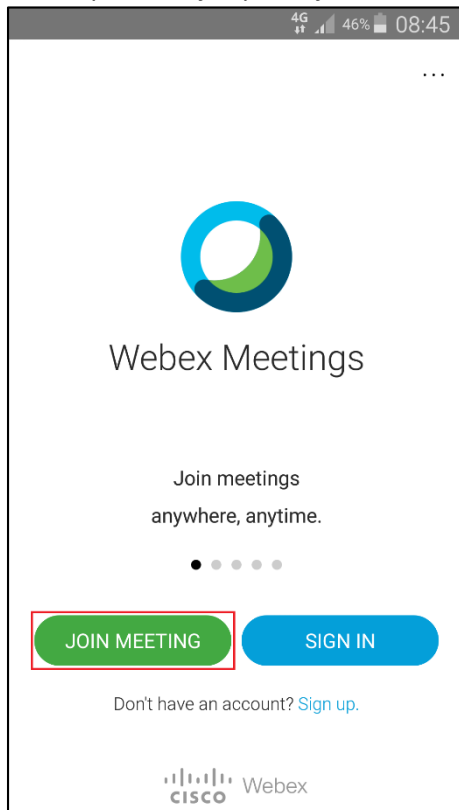 4G 46% 08:45
...
Webex Meetings
Join meetings
anywhere, anytime.
JOIN MEETING SIGN IN
Don't have an account? Sign up.
CISCO Webex